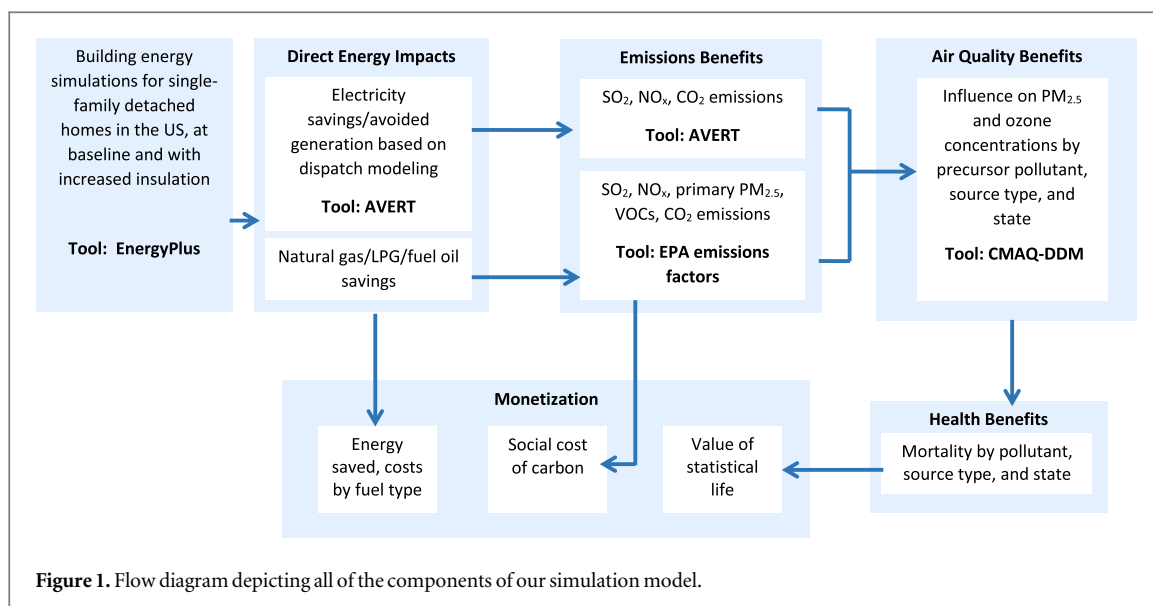 Building energy
simulations for single-
family detached
homes in the US, at
baseline and with
increased insulation
Tool:  EnergyPlus
Direct Energy Impacts
Electricity
savings/avoided
generation based on
dispatch modeling
Tool: AVERT
Natural gas/LPG/fuel oil
savings
Emissions Benefits
SO₂, NOₓ, CO₂ emissions
Tool: AVERT
SO₂, NOₓ, primary PM₂.₅,
VOCs, CO₂ emissions
Tool: EPA emissions
factors
Air Quality Benefits
Influence on PM₂.₅
and ozone
concentrations by
precursor pollutant,
source type, and
state
Tool: CMAQ-DDM
Monetization
Energy
saved, costs
by fuel type
Social cost
of carbon
Value of
statistical
life
Health Benefits
Mortality by pollutant,
source type, and state
Figure 1. Flow diagram depicting all of the components of our simulation model.